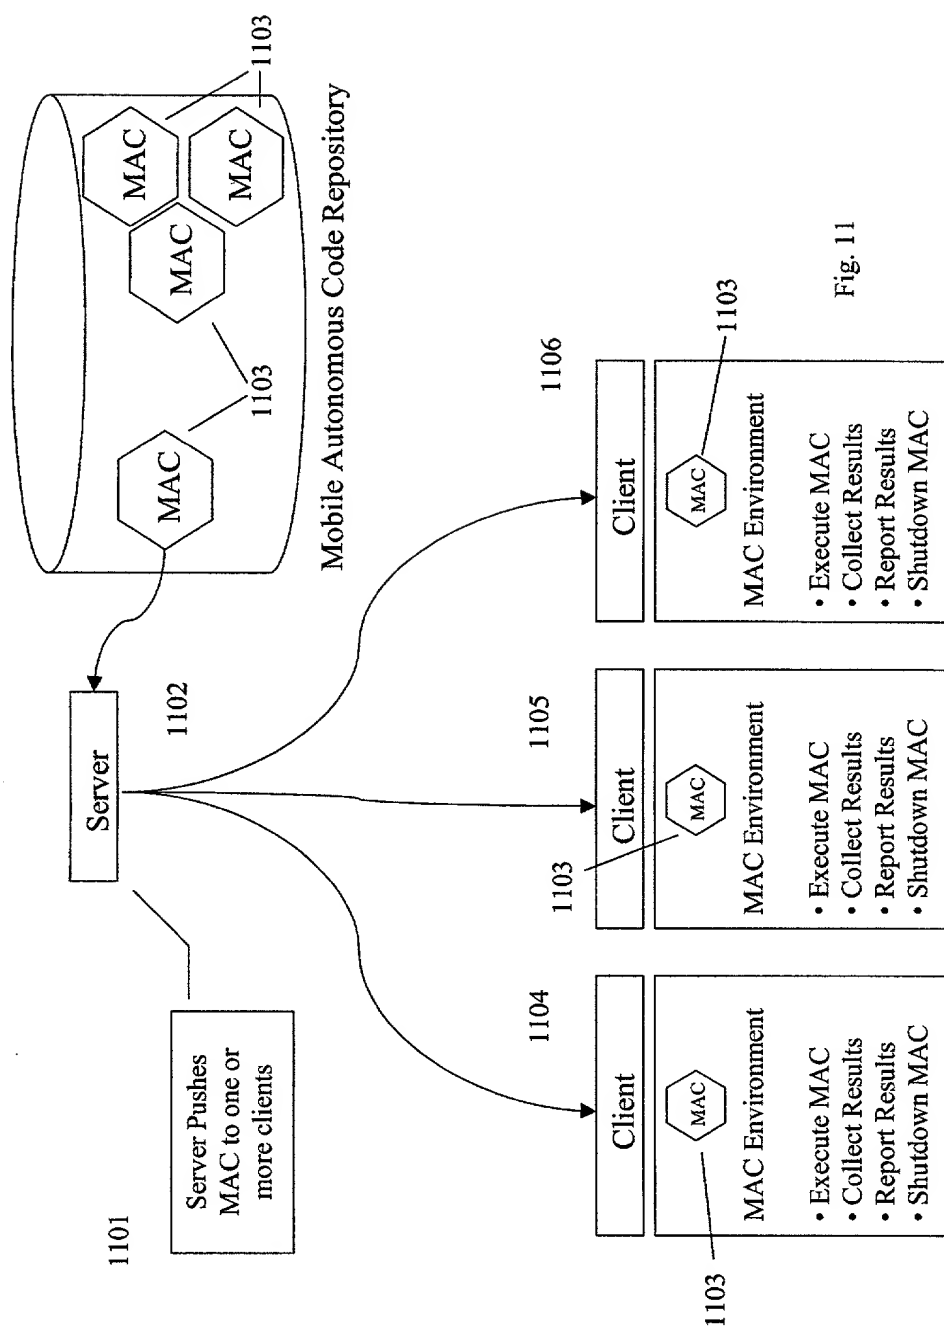 1101
Server Pushes
MAC to one or
more clients
Server
1102
MAC
MAC
MAC
MAC
1103
1103
Mobile Autonomous Code Repository
1104
Client
MAC
1103
MAC Environment
• Execute MAC
• Collect Results
• Report Results
• Shutdown MAC
1105
Client
MAC
1103
MAC Environment
• Execute MAC
• Collect Results
• Report Results
• Shutdown MAC
1106
Client
MAC
1103
MAC Environment
• Execute MAC
• Collect Results
• Report Results
• Shutdown MAC
Fig. 11